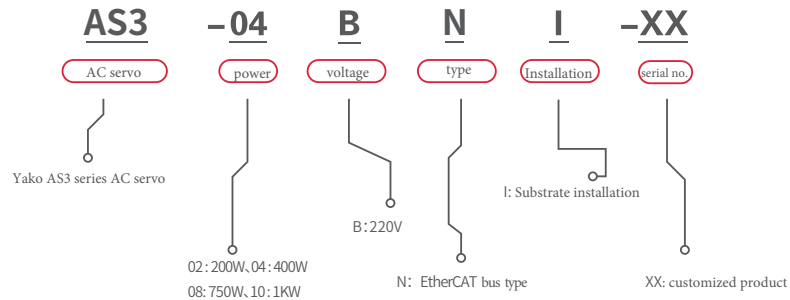 AS3 -04 B N I -XX
AC servo power voltage type Installation serial no.
Yako AS3 series AC servo
I: Substrate installation
B:220V
02:200W、04:400W
08:750W、10:1KW
N: EtherCAT bus type
XX: customized product